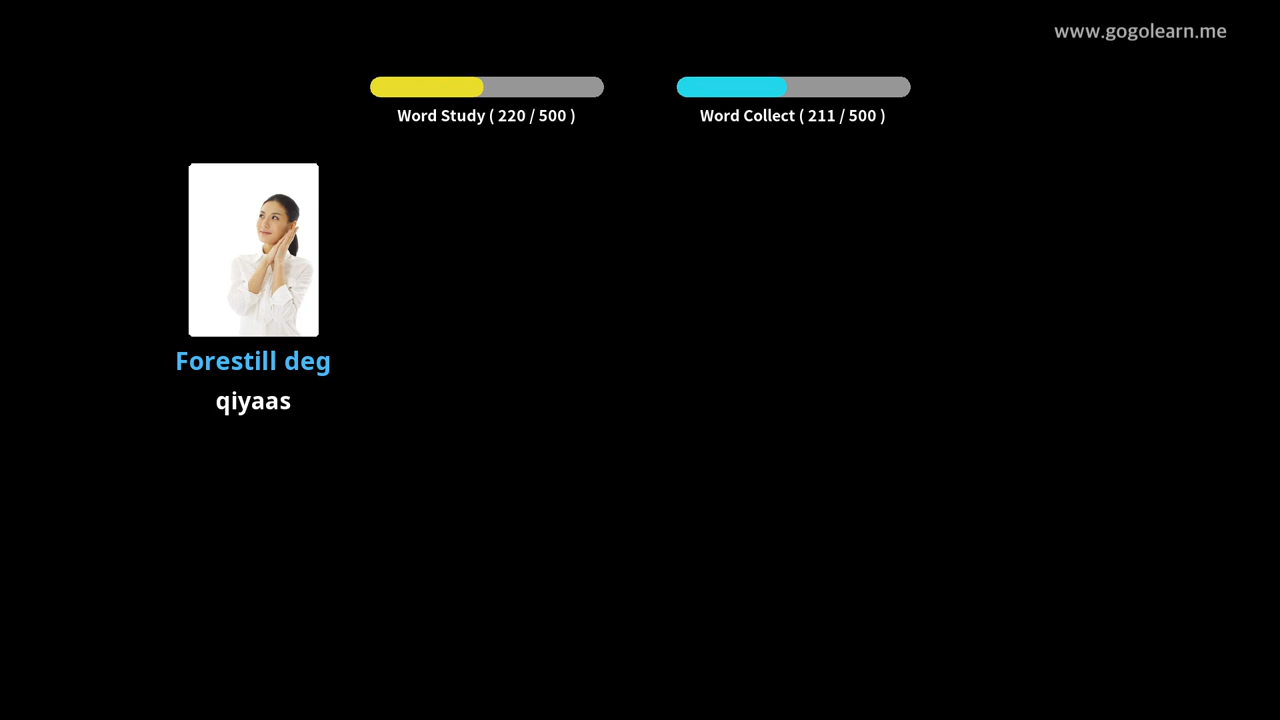 www.gogolearn.me
Word Study ( 220 / 500 )
Word Collect ( 211 / 500 )
Forestill deg
qiyaas